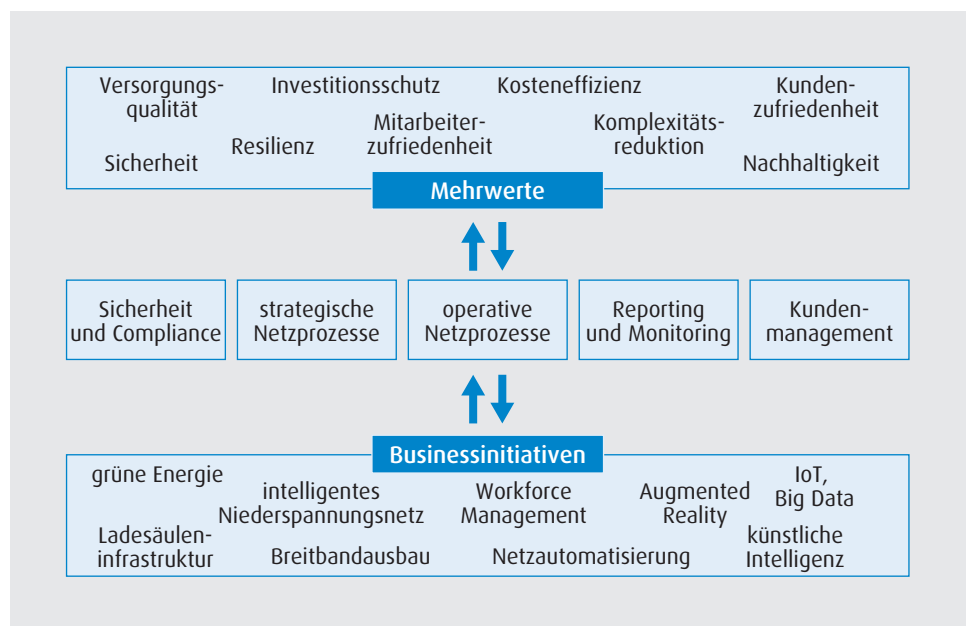 Versorgungs-
qualität
Investitionsschutz
Kosteneffizienz
Kunden-
zufriedenheit
Sicherheit
Resilienz
Mitarbeiter-
zufriedenheit
Komplexitäts-
reduktion
Nachhaltigkeit
Mehrwerte
Sicherheit
und Compliance
strategische
Netzprozesse
operative
Netzprozesse
Reporting
und Monitoring
Kunden-
management
Businessinitiativen
grüne Energie
intelligentes
Niederspannungsnetz
Workforce
Management
Augmented
Reality
IoT,
Big Data
Ladesäulen-
infrastruktur
Breitbandausbau
Netzautomatisierung
künstliche
Intelligenz